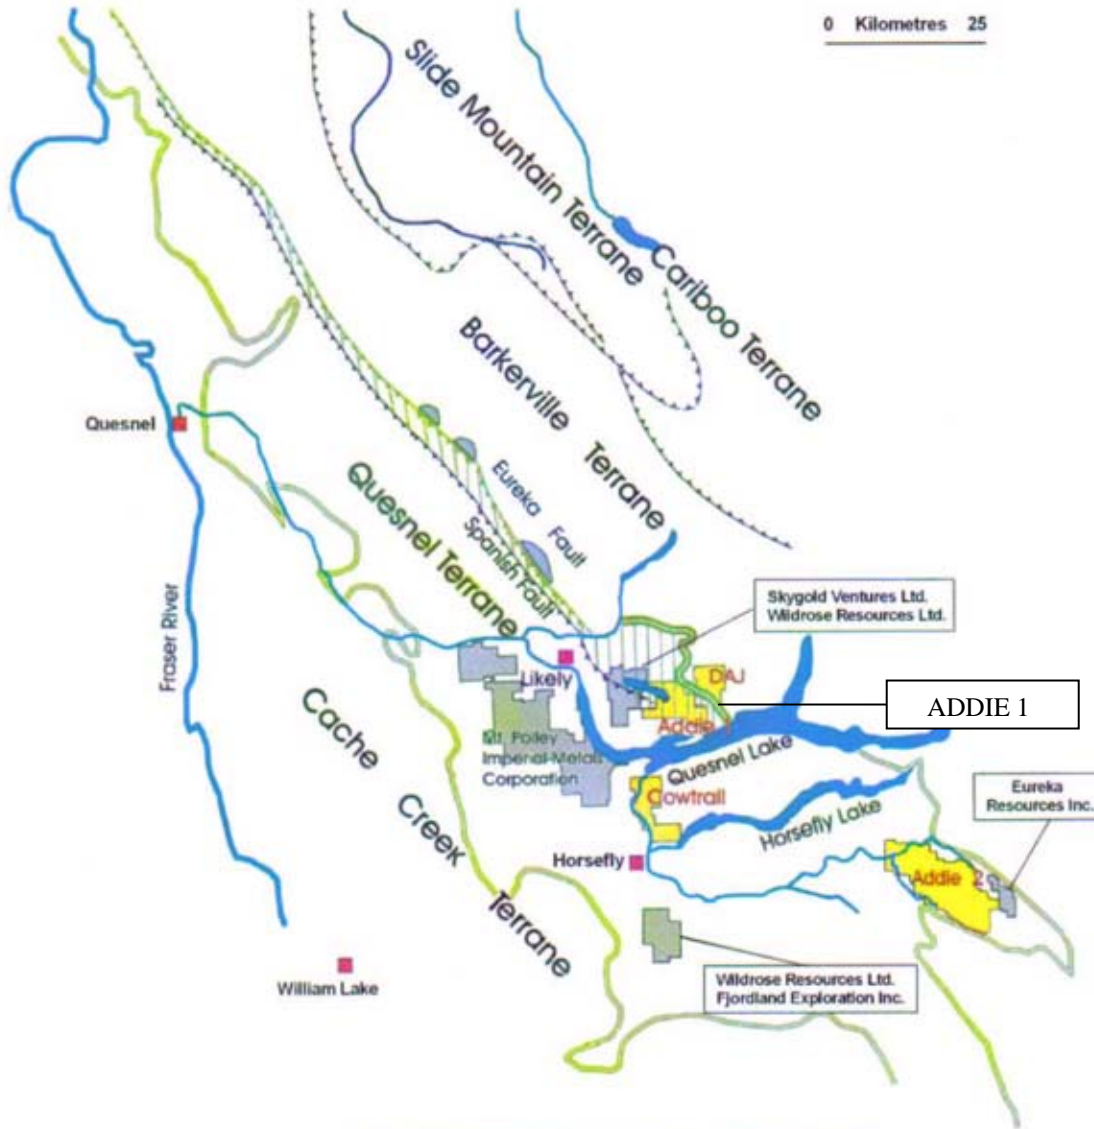 0 Kilometres 25
Slide Mountain Terrane
Cariboo Terrane
Barkerville Terrane
Quesnel
Eureka Fault
Quesnel Terrane
Spanish Fault
Fraser River
Skygold Ventures Ltd.
Wildrose Resources Ltd.
Likely
DAJ
ADDIE 1
Addie
Mt. Polley
Imperial Metals
Corporation
Quesnel Lake
Cache Creek Terrane
Cowtrail
Horsefly Lake
Eureka
Resources Inc.
Horsefly
Addie 2
Wildrose Resources Ltd.
Fjordland Exploration Inc.
William Lake